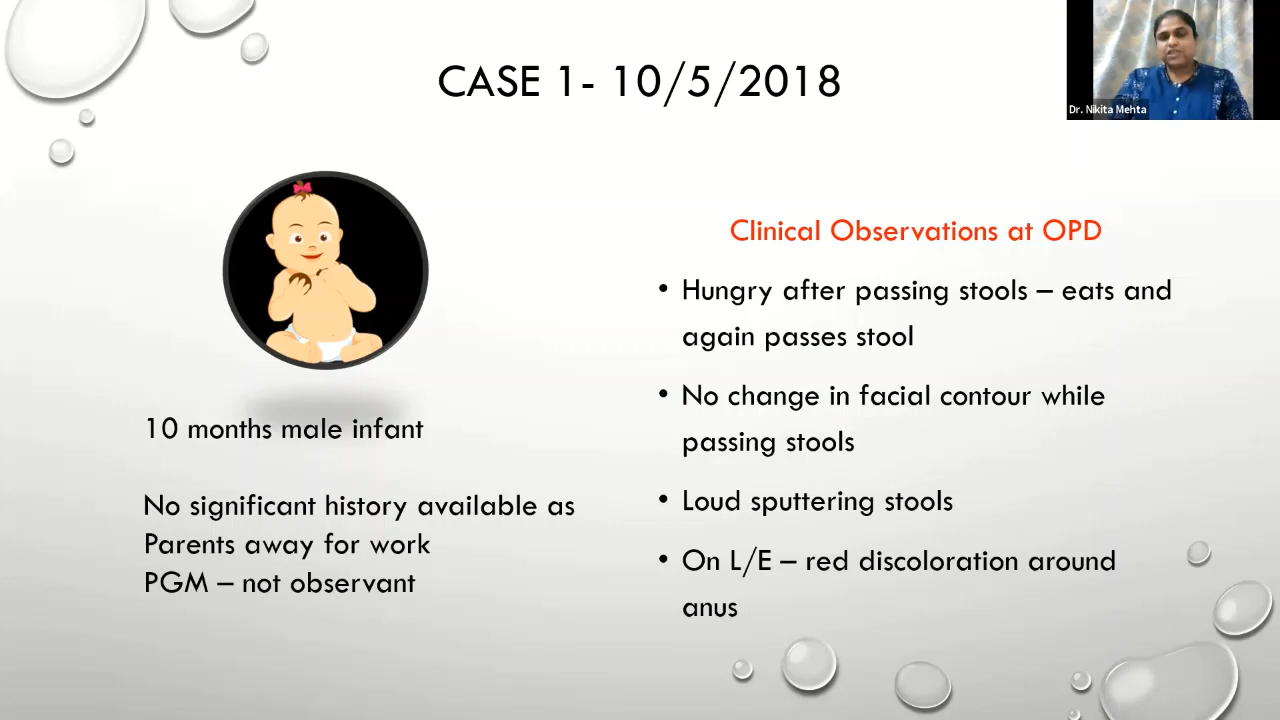 CASE 1- 10/5/2018
Dr. Nikita Mehta
10 months male infant
No significant history available as
Parents away for work
PGM – not observant
Clinical Observations at OPD
• Hungry after passing stools – eats and
again passes stool
• No change in facial contour while
passing stools
• Loud sputtering stools
• On L/E – red discoloration around
anus